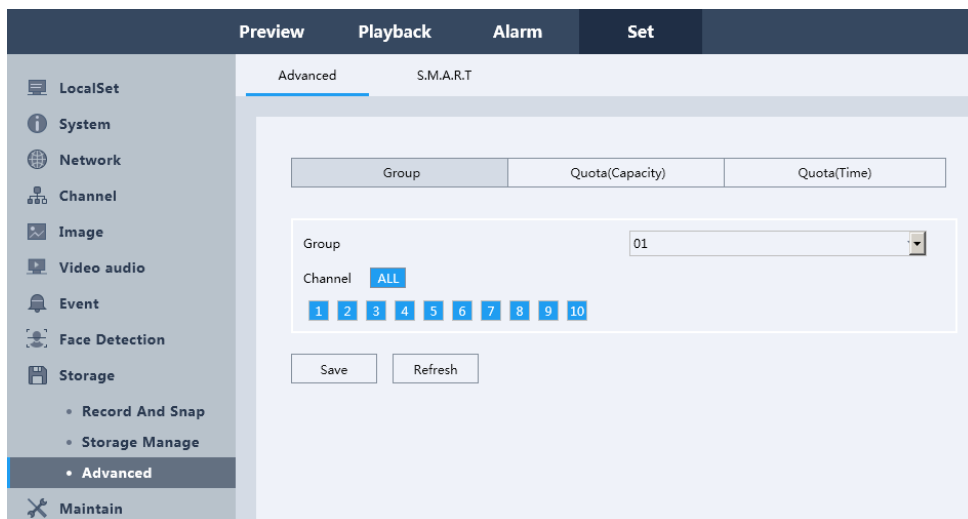 Preview Playback Alarm Set
Advanced S.M.A.R.T
LocalSet
System
Network
Channel
Image
Video audio
Event
Face Detection
Storage
Record And Snap
Storage Manage
Advanced
Maintain
Group Quota(Capacity) Quota(Time)
Group 01
Channel ALL
1 2 3 4 5 6 7 8 9 10
Save Refresh